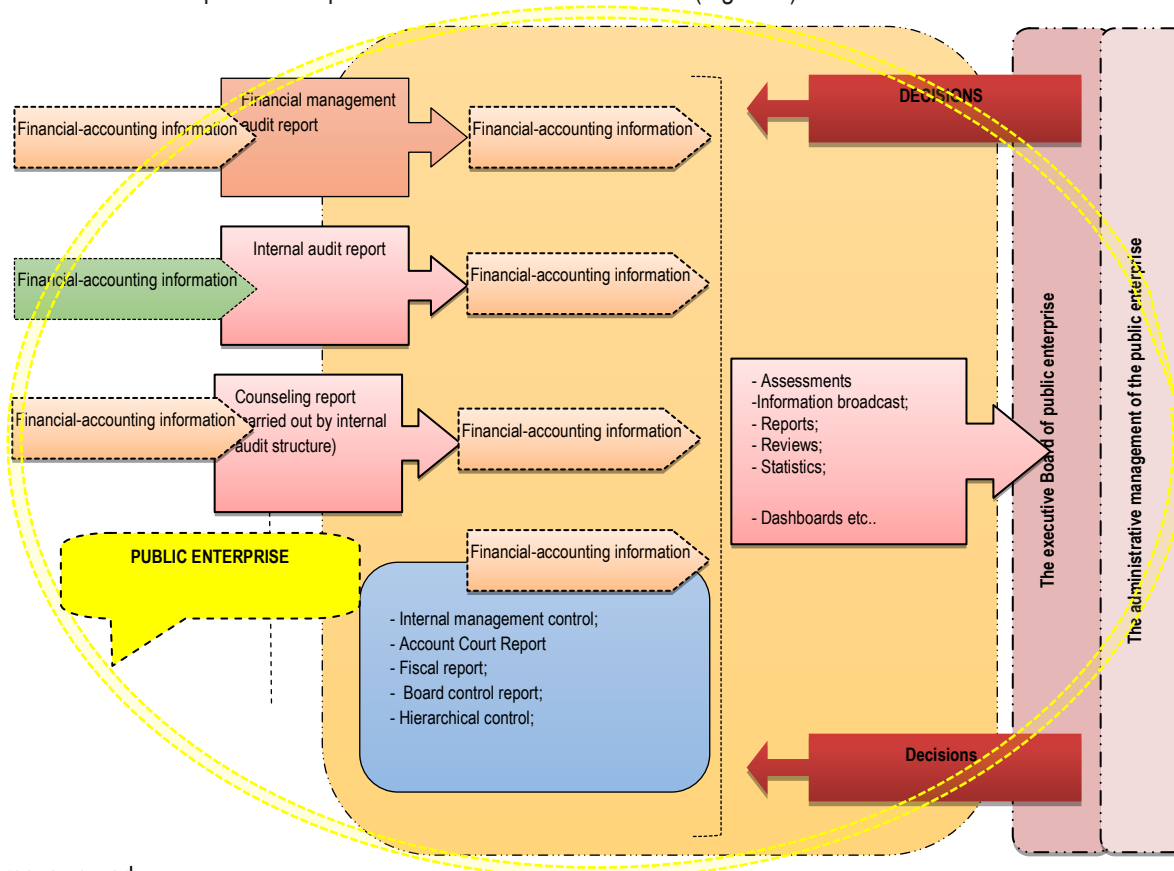 Financial-accounting information
Financial management
audit report
Financial-accounting information
DECISIONS
Financial-accounting information
Internal audit report
Financial-accounting information
Financial-accounting information
Counseling report
(carried out by internal
audit structure)
Financial-accounting information
- Assessments
-Information broadcast;
- Reports;
- Reviews;
- Statistics;
- Dashboards etc..
The executive Board of public enterprise
The administrative management of the public enterprise
PUBLIC ENTERPRISE
Financial-accounting information
- Internal management control;
- Account Court Report
- Fiscal report;
- Board control report;
- Hierarchical control;
Decisions